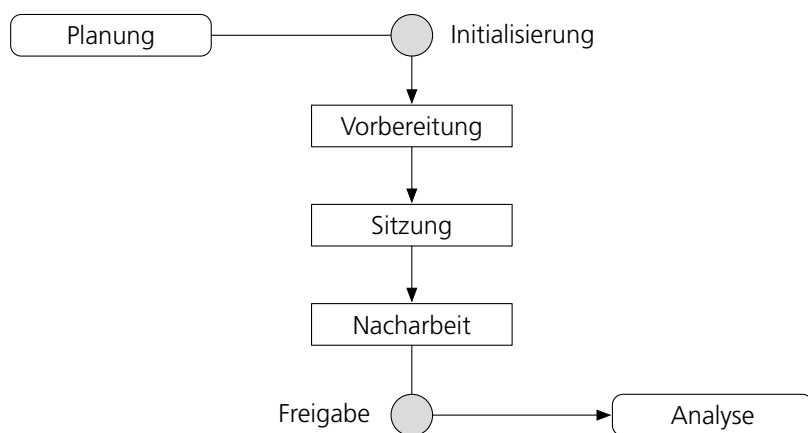 Planung
Initialisierung
Vorbereitung
Sitzung
Nacharbeit
Freigabe
Analyse